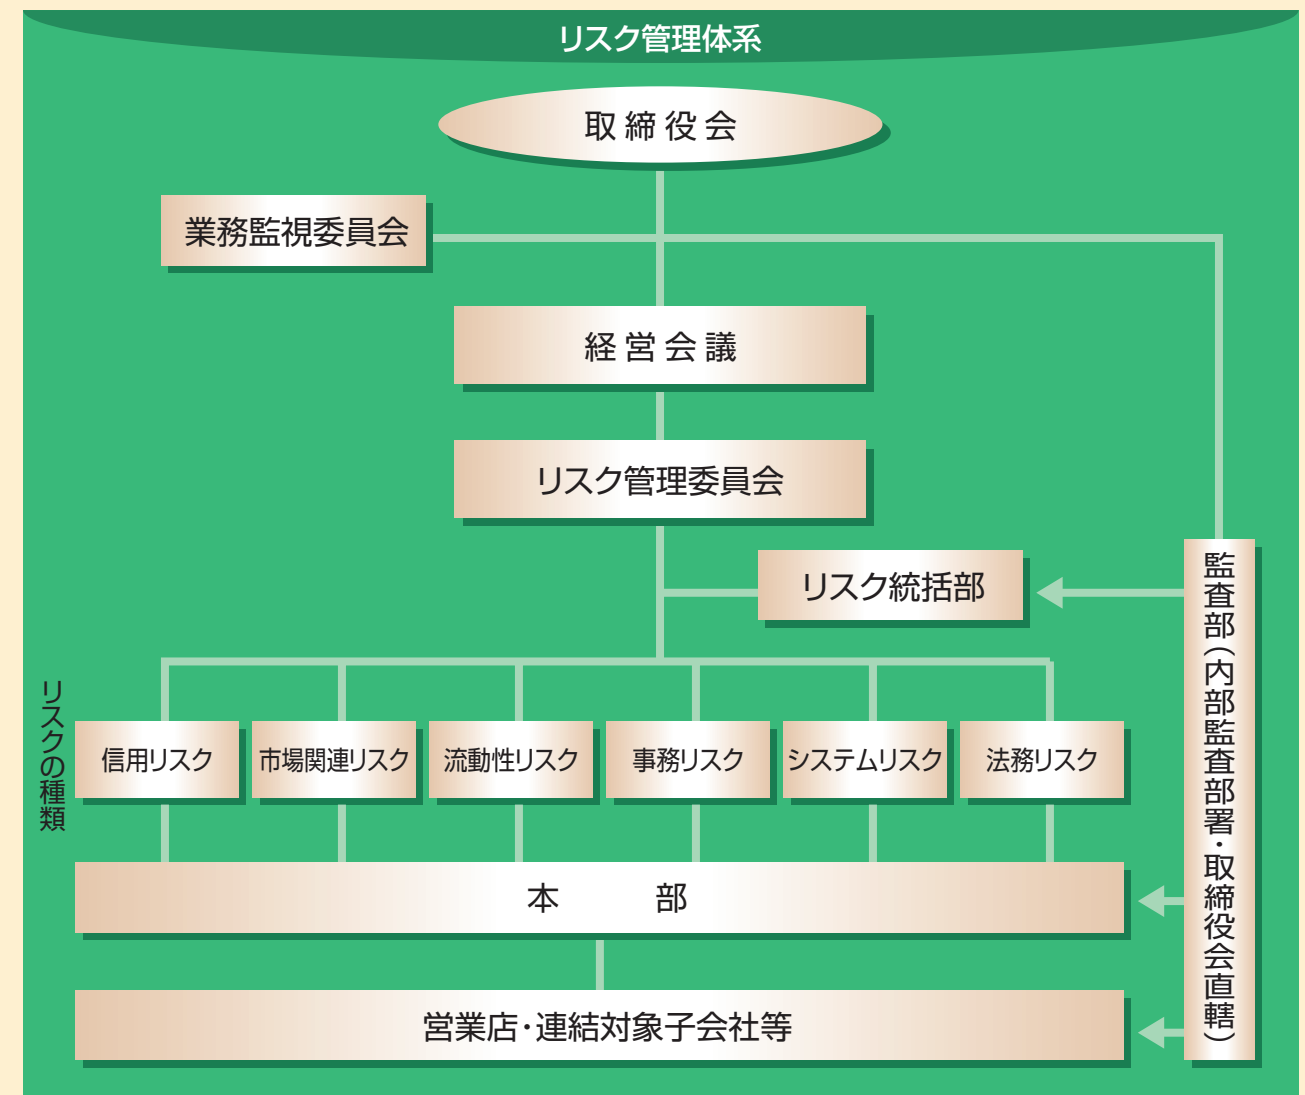 リスク管理体系
取締役会
業務監視委員会
経営会議
リスク管理委員会
リスク統括部
監査部(内部監査部署・取締役会直轄)
リスクの種類
信用リスク
市場関連リスク
流動性リスク
事務リスク
システムリスク
法務リスク
本部
営業店・連結対象子会社等